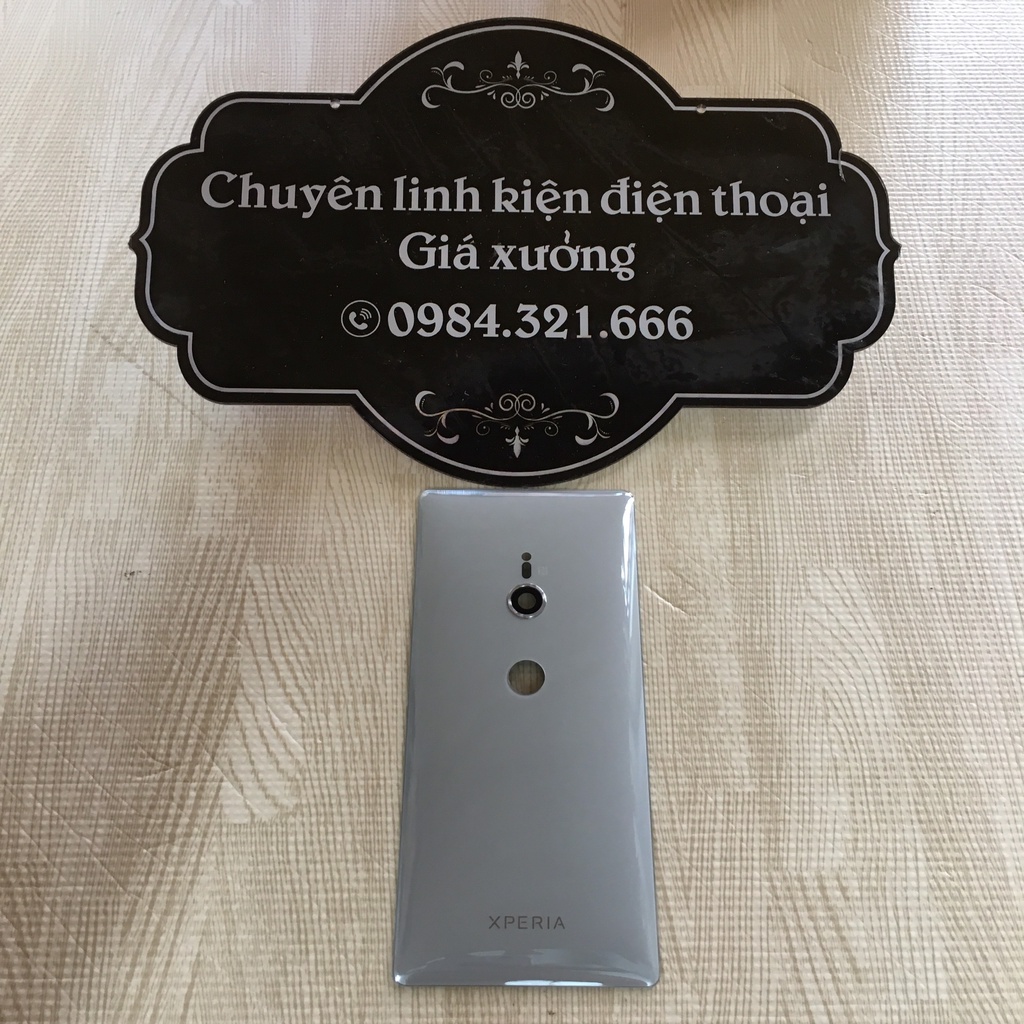 Chuyên linh kiện điện thoại
Giá xưởng
0984.321.666
XPERIA